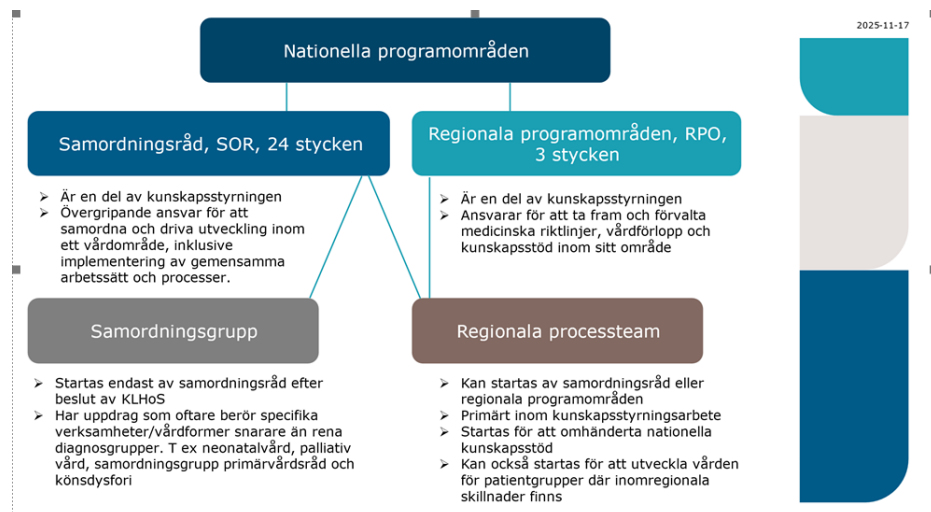 2025-11-17
Nationella programområden
Samordningsråd, SOR, 24 stycken
Regionala programområden, RPO,
3 stycken
➢ Är en del av kunskapsstyrningen
➢ Övergripande ansvar för att
samordna och driva utveckling inom
ett vårdområde, inklusive
implementering av gemensamma
arbetssätt och processer.
➢ Är en del av kunskapsstyrningen
➢ Ansvarar för att ta fram och förvalta
medicinska riktlinjer, vårdförlopp och
kunskapsstöd inom sitt område
Samordningsgrupp
Regionala processteam
➢ Startas endast av samordningsråd efter
beslut av KLHoS
➢ Har uppdrag som oftare berör specifika
verksamheter/vårdformer snarare än rena
diagnosgrupper. T ex neonatalvård, palliativ
vård, samordningsgrupp primärvårdsråd och
könsdysfori
➢ Kan startas av samordningsråd eller
regionala programområden
➢ Primärt inom kunskapsstyrningsarbete
➢ Startas för att omhänderta nationella
kunskapsstöd
➢ Kan också startas för att utveckla vården
för patientgrupper där inomregionala
skillnader finns